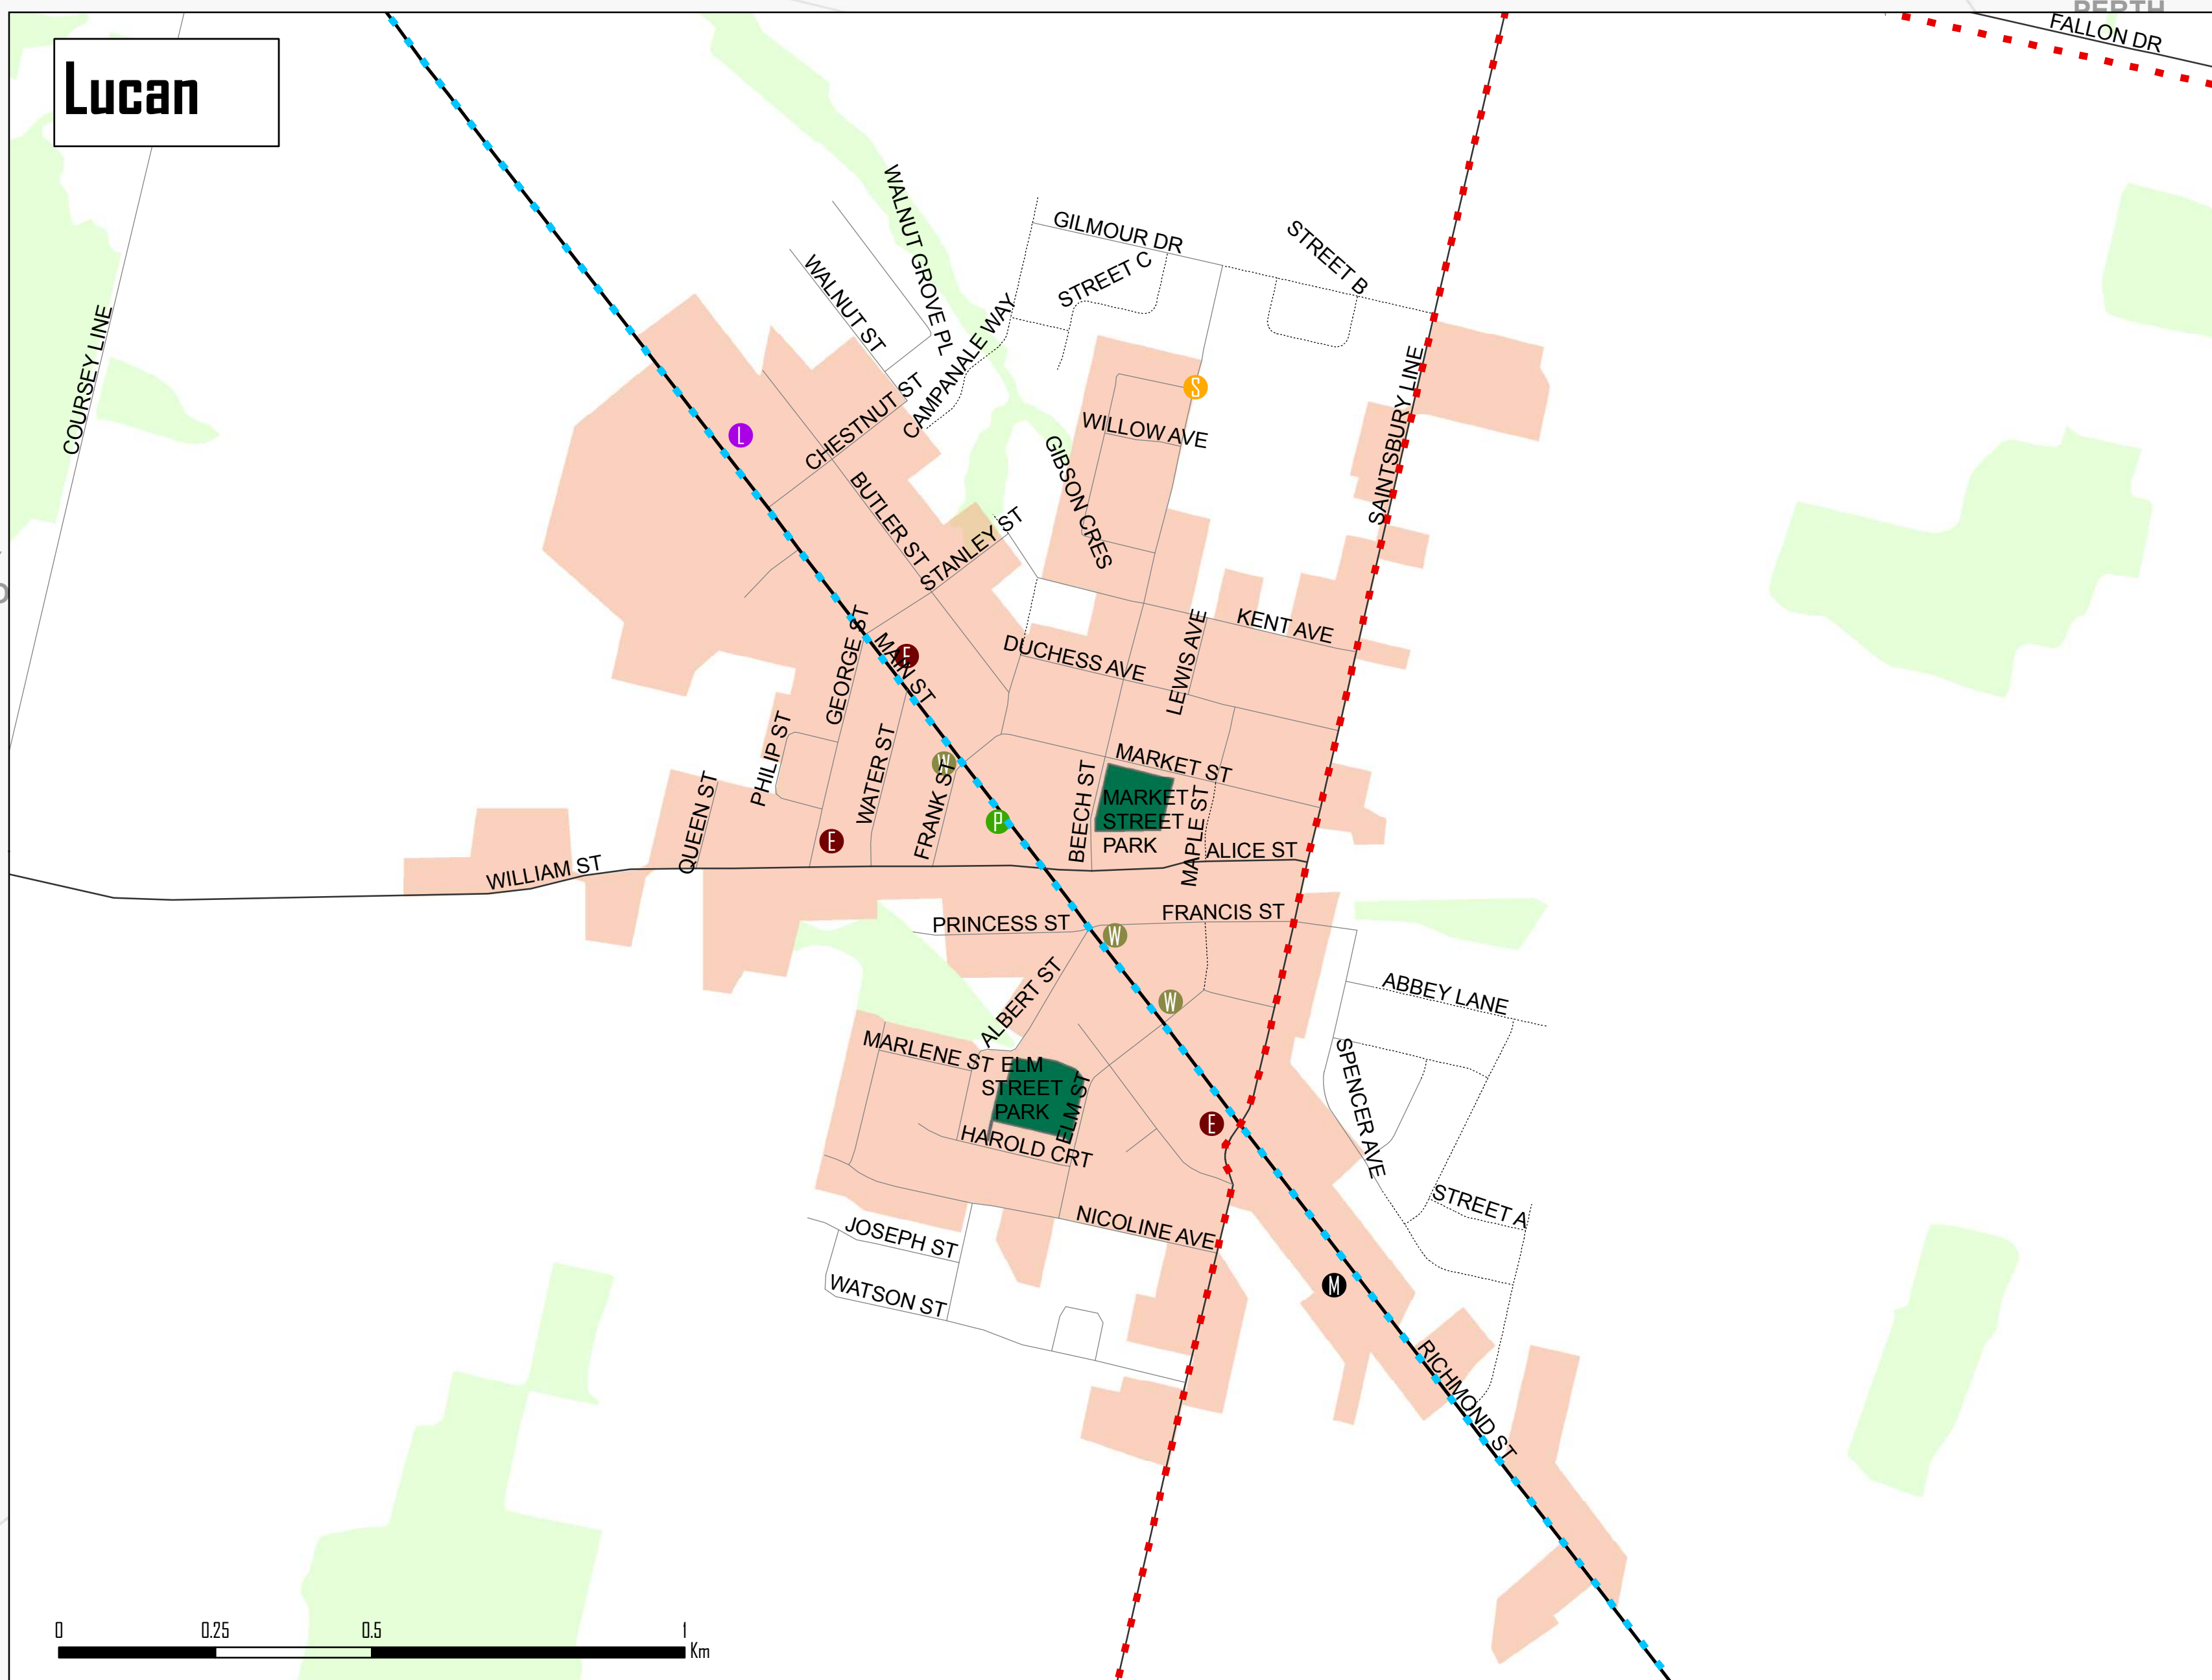 PERTH
FALLON DR
Lucan
WALNUT GROVE PL
GILMOUR DR
STREET B
STREET C
WALNUT ST
CAMPANALE WAY
COURSEY LINE
SAINTSBURY LINE
S
CHESTNUT ST
WILLOW AVE
L
GIBSON CRES
BUTLER ST
STANLEY ST
GEORGE ST
MAIN ST
E
LEWIS AVE
KENT AVE
DUCHESS AVE
PHILIP ST
WATER ST
W
FRANK ST
MARKET ST
BEECH ST
MARKET
STREET
PARK
MAPLE ST
QUEEN ST
P
E
ALICE ST
WILLIAM ST
PRINCESS ST
FRANCIS ST
W
ALBERT ST
W
ABBEY LANE
MARLENE ST
ELM
STREET
PARK
ELM ST
SPENCER AVE
E
HAROLD CRT
STREET A
NICOLINE AVE
JOSEPH ST
WATSON ST
M
RICHMOND ST
0 0.25 0.5 1
Km